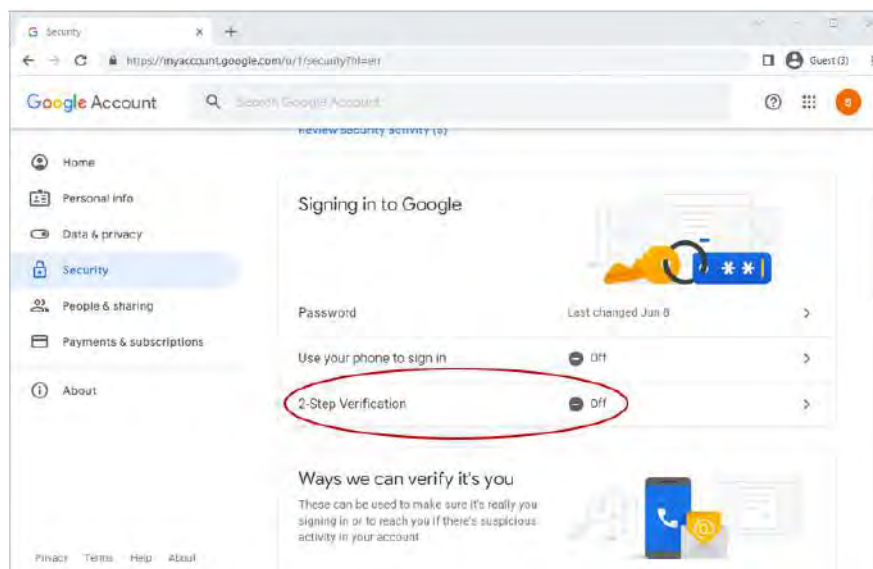 Security
https://myaccount.google.com/u/1/security?hl=en
Guest (3)
Google Account
Search Google Account
Review security activity (5)
Home
Personal info
Data & privacy
Security
People & sharing
Payments & subscriptions
About
Signing in to Google
**
Password Last changed Jun 8
Use your phone to sign in Off
2-Step Verification Off
Ways we can verify it's you
These can be used to make sure it's really you
signing in or to reach you if there's suspicious
activity in your account
@
Privacy Terms Help About